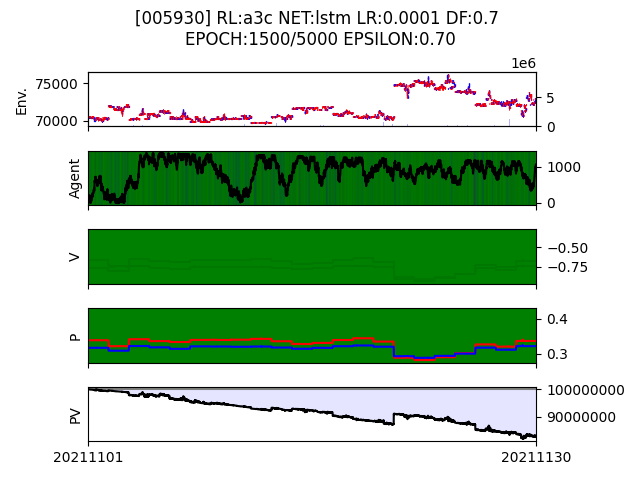 [005930] RL:a3c NET:lstm LR:0.0001 DF:0.7
EPOCH:1500/5000 EPSILON:0.70
1e6
Env.
75000
70000
5
0
Agent
1000
0
V
−0.50
−0.75
P
0.4
0.3
PV
100000000
90000000
20211101
20211130